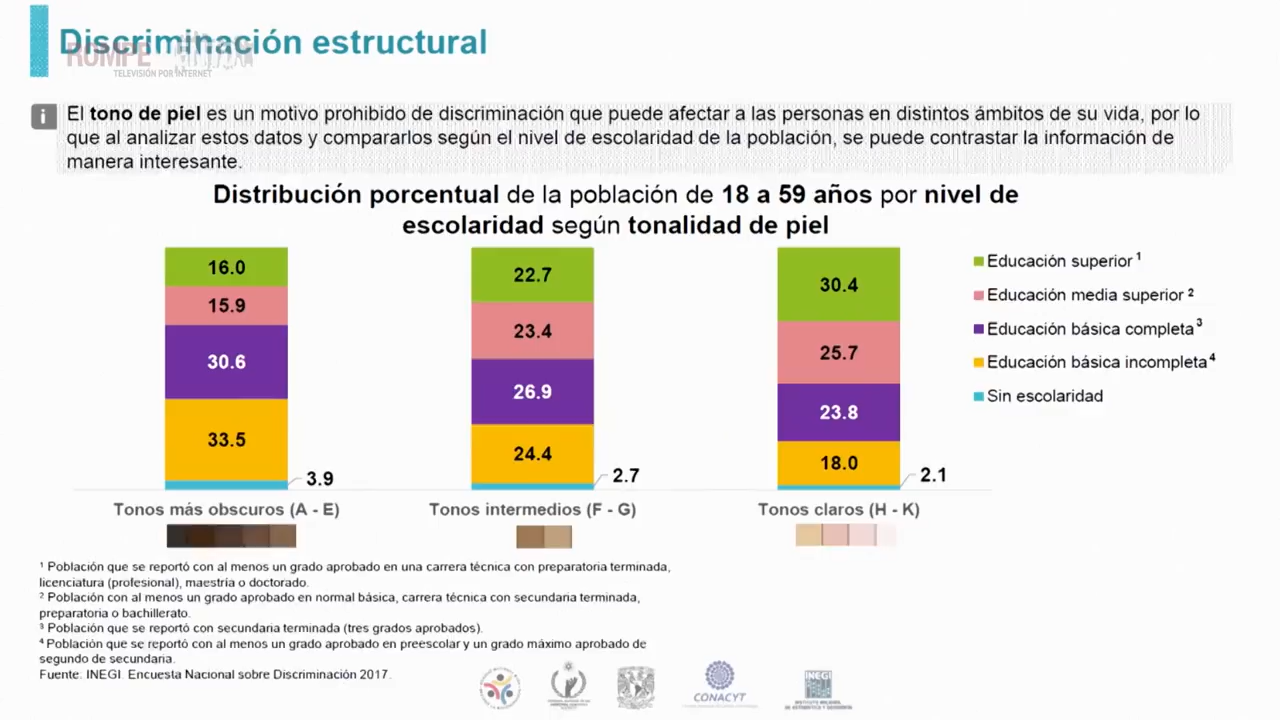 Discriminación estructural
ROMPE
TELEVISIÓN POR INTERNET
i
El tono de piel es un motivo prohibido de discriminación que puede afectar a las personas en distintos ámbitos de su vida, por lo
que al analizar estos datos y compararlos según el nivel de escolaridad de la población, se puede contrastar la información de
manera interesante.
Distribución porcentual de la población de 18 a 59 años por nivel de
escolaridad según tonalidad de piel
16.0
15.9
30.6
33.5
3.9
22.7
23.4
26.9
24.4
2.7
30.4
25.7
23.8
18.0
2.1
Educación superior ¹
Educación media superior ²
Educación básica completa ³
Educación básica incompleta ⁴
Sin escolaridad
Tonos más obscuros (A - E)
Tonos intermedios (F - G)
Tonos claros (H - K)
¹ Población que se reportó con al menos un grado aprobado en una carrera técnica con preparatoria terminada,
licenciatura (profesional), maestría o doctorado.
² Población con al menos un grado aprobado en normal básica, carrera técnica con secundaria terminada,
preparatoria o bachillerato.
³ Población que se reportó con secundaria terminada (tres grados aprobados).
⁴ Población que se reportó con al menos un grado aprobado en preescolar y un grado máximo aprobado de
segundo de secundaria.
Fuente: INEGI. Encuesta Nacional sobre Discriminación 2017.
CONACYT
INEGI